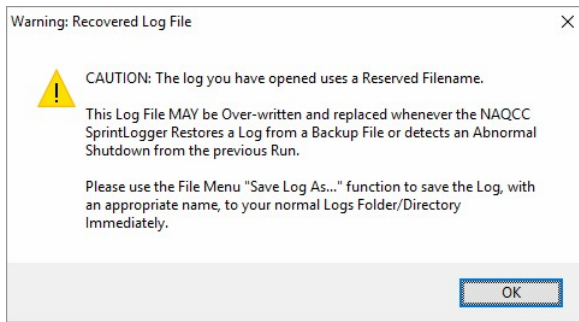 Warning: Recovered Log File
CAUTION: The log you have opened uses a Reserved Filename.
This Log File MAY be Over-written and replaced whenever the NAQCC
SprintLogger Restores a Log from a Backup File or detects an Abnormal
Shutdown from the previous Run.
Please use the File Menu "Save Log As..." function to save the Log, with
an appropriate name, to your normal Logs Folder/Directory
Immediately.
OK